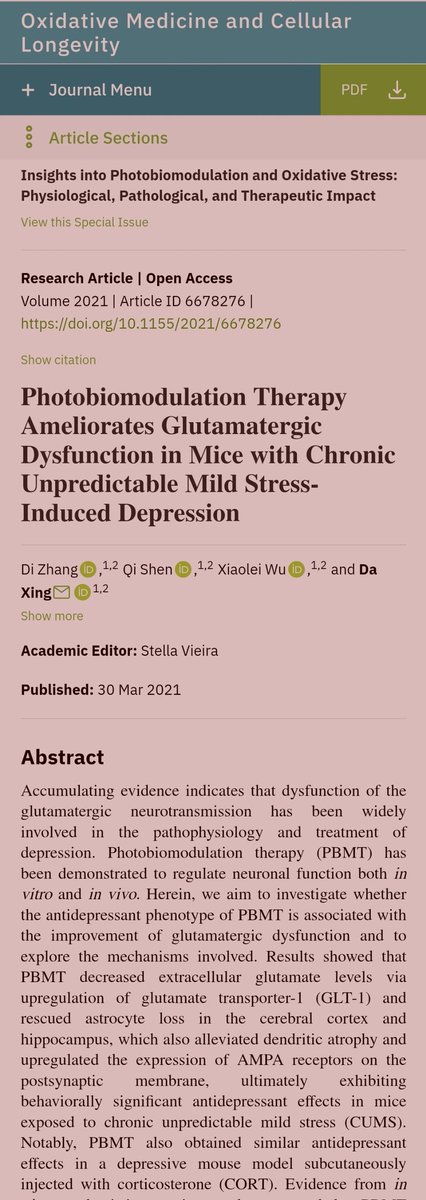 Oxidative Medicine and Cellular
Longevity
+ Journal Menu
PDF
Article Sections
Insights into Photobiomodulation and Oxidative Stress:
Physiological, Pathological, and Therapeutic Impact
View this Special Issue
Research Article | Open Access
Volume 2021 | Article ID 6678276 |
https://doi.org/10.1155/2021/6678276
Show citation
Photobiomodulation Therapy
Ameliorates Glutamatergic
Dysfunction in Mice with Chronic
Unpredictable Mild Stress-
Induced Depression
Di Zhang iD,1,2 Qi Shen iD,1,2 Xiaolei Wu iD,1,2 and Da
Xing iD 1,2
Show more
Academic Editor: Stella Vieira
Published: 30 Mar 2021
Abstract
Accumulating evidence indicates that dysfunction of the
glutamatergic neurotransmission has been widely
involved in the pathophysiology and treatment of
depression. Photobiomodulation therapy (PBMT) has
been demonstrated to regulate neuronal function both in
vitro and in vivo. Herein, we aim to investigate whether
the antidepressant phenotype of PBMT is associated with
the improvement of glutamatergic dysfunction and to
explore the mechanisms involved. Results showed that
PBMT decreased extracellular glutamate levels via
upregulation of glutamate transporter-1 (GLT-1) and
rescued astrocyte loss in the cerebral cortex and
hippocampus, which also alleviated dendritic atrophy and
upregulated the expression of AMPA receptors on the
postsynaptic membrane, ultimately exhibiting
behaviorally significant antidepressant effects in mice
exposed to chronic unpredictable mild stress (CUMS).
Notably, PBMT also obtained similar antidepressant
effects in a depressive mouse model subcutaneously
injected with corticosterone (CORT). Evidence from in